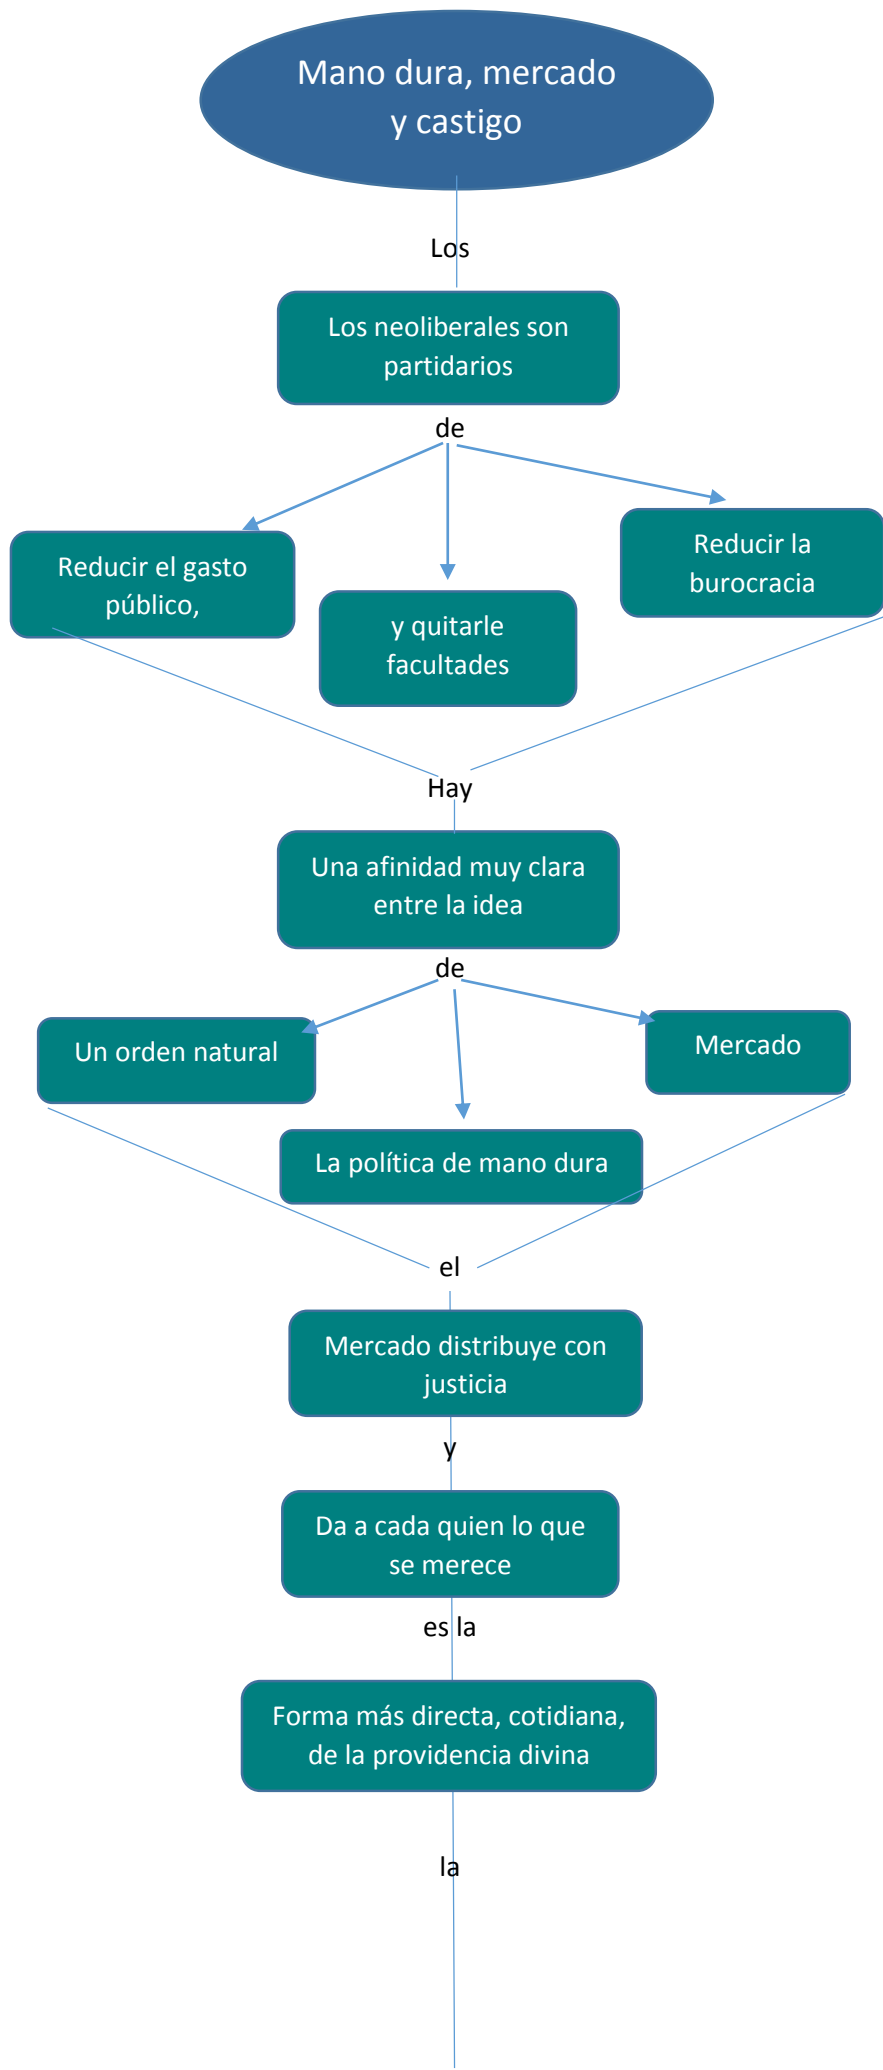 Mano dura, mercado
y castigo
Los
Los neoliberales son
partidarios
de
Reducir el gasto
público,
y quitarle
facultades
Reducir la
burocracia
Hay
Una afinidad muy clara
entre la idea
de
Un orden natural
La política de mano dura
Mercado
el
Mercado distribuye con
justicia
y
Da a cada quien lo que
se merece
es la
Forma más directa, cotidiana,
de la providencia divina
la